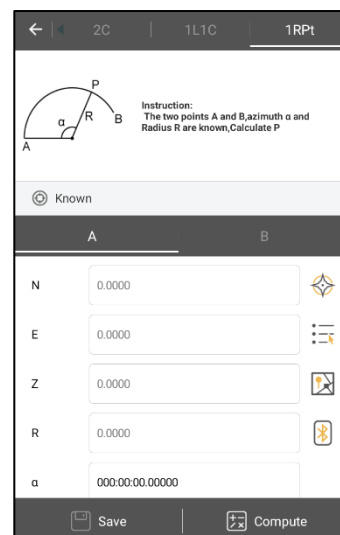 2C 1L1C 1RPt
P
α R B
A
Instruction:
The two points A and B,azimuth α and
Radius R are known,Calculate P
Known
A B
N 0.0000
E 0.0000
Z 0.0000
R 0.0000
α 000:00:00.00000
Save Compute